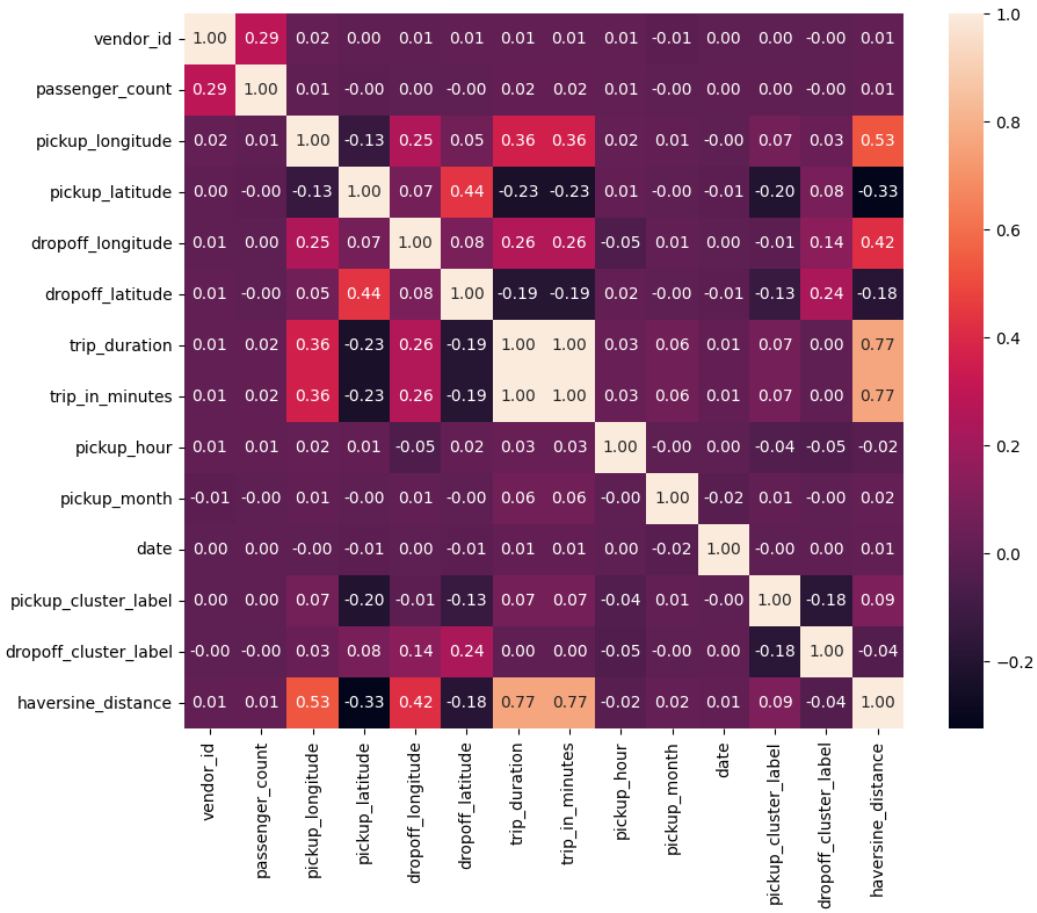 vendor_id 1.00 0.29 0.02 0.00 0.01 0.01 0.01 0.01 0.01 -0.01 0.00 0.00 -0.00 0.01
passenger_count 0.29 1.00 0.01 -0.00 0.00 -0.00 0.02 0.02 0.01 -0.00 0.00 0.00 -0.00 0.01
pickup_longitude 0.02 0.01 1.00 -0.13 0.25 0.05 0.36 0.36 0.02 0.01 -0.00 0.07 0.03 0.53
pickup_latitude 0.00 -0.00 -0.13 1.00 0.07 0.44 -0.23 -0.23 0.01 -0.00 -0.01 -0.20 0.08 -0.33
dropoff_longitude 0.01 0.00 0.25 0.07 1.00 0.08 0.26 0.26 -0.05 0.01 0.00 -0.01 0.14 0.42
dropoff_latitude 0.01 -0.00 0.05 0.44 0.08 1.00 -0.19 -0.19 0.02 -0.00 -0.01 -0.13 0.24 -0.18
trip_duration 0.01 0.02 0.36 -0.23 0.26 -0.19 1.00 1.00 0.03 0.06 0.01 0.07 0.00 0.77
trip_in_minutes 0.01 0.02 0.36 -0.23 0.26 -0.19 1.00 1.00 0.03 0.06 0.01 0.07 0.00 0.77
pickup_hour 0.01 0.01 0.02 0.01 -0.05 0.02 0.03 0.03 1.00 -0.00 0.00 -0.04 -0.05 -0.02
pickup_month -0.01 -0.00 0.01 -0.00 0.01 -0.00 0.06 0.06 -0.00 1.00 -0.02 0.01 -0.00 0.02
date 0.00 0.00 -0.00 -0.01 0.00 -0.01 0.01 0.01 0.00 -0.02 1.00 -0.00 0.00 0.01
pickup_cluster_label 0.00 0.00 0.07 -0.20 -0.01 -0.13 0.07 0.07 -0.04 0.01 -0.00 1.00 -0.18 0.09
dropoff_cluster_label -0.00 -0.00 0.03 0.08 0.14 0.24 0.00 0.00 -0.05 -0.00 0.00 -0.18 1.00 -0.04
haversine_distance 0.01 0.01 0.53 -0.33 0.42 -0.18 0.77 0.77 -0.02 0.02 0.01 0.09 -0.04 1.00
vendor_id
passenger_count
pickup_longitude
pickup_latitude
dropoff_longitude
dropoff_latitude
trip_duration
trip_in_minutes
pickup_hour
pickup_month
date
pickup_cluster_label
dropoff_cluster_label
haversine_distance
1.0
0.8
0.6
0.4
0.2
0.0
−0.2